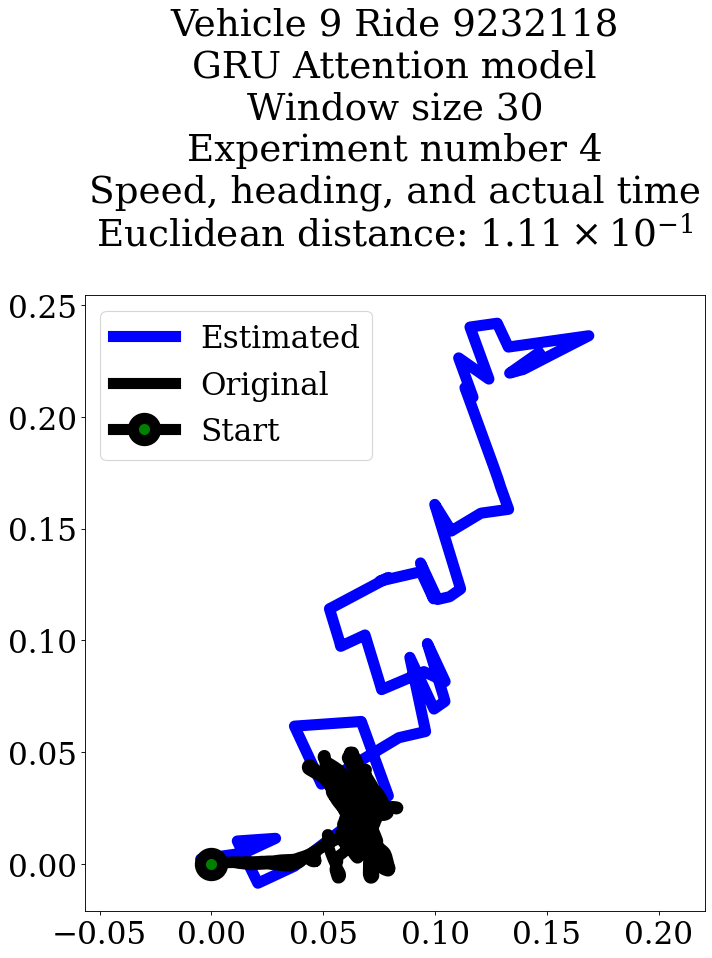 Vehicle 9 Ride 9232118
GRU Attention model
Window size 30
Experiment number 4
Speed, heading, and actual time
Euclidean distance: 1.11 × 10⁻¹
Estimated
Original
Start
0.25
0.20
0.15
0.10
0.05
0.00
−0.05 0.00 0.05 0.10 0.15 0.20